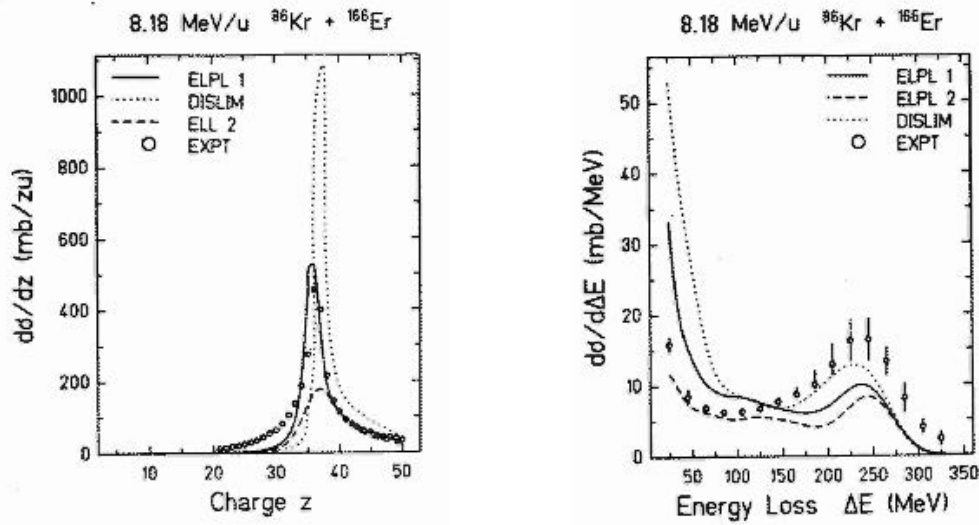 8.18 MeV/u ⁸⁶Kr + ¹⁶⁶Er
ELPL 1
DISLIM
ELL 2
EXPT
1000
800
600
400
200
0
10
20
30
40
50
dσ/dz (mb/zu)
Charge z
8.18 MeV/u ⁸⁶Kr + ¹⁶⁶Er
ELPL 1
ELPL 2
DISLIM
EXPT
50
40
30
20
10
0
50
100
150
200
250
300
350
dσ/dΔE (mb/MeV)
Energy Loss ΔE (MeV)